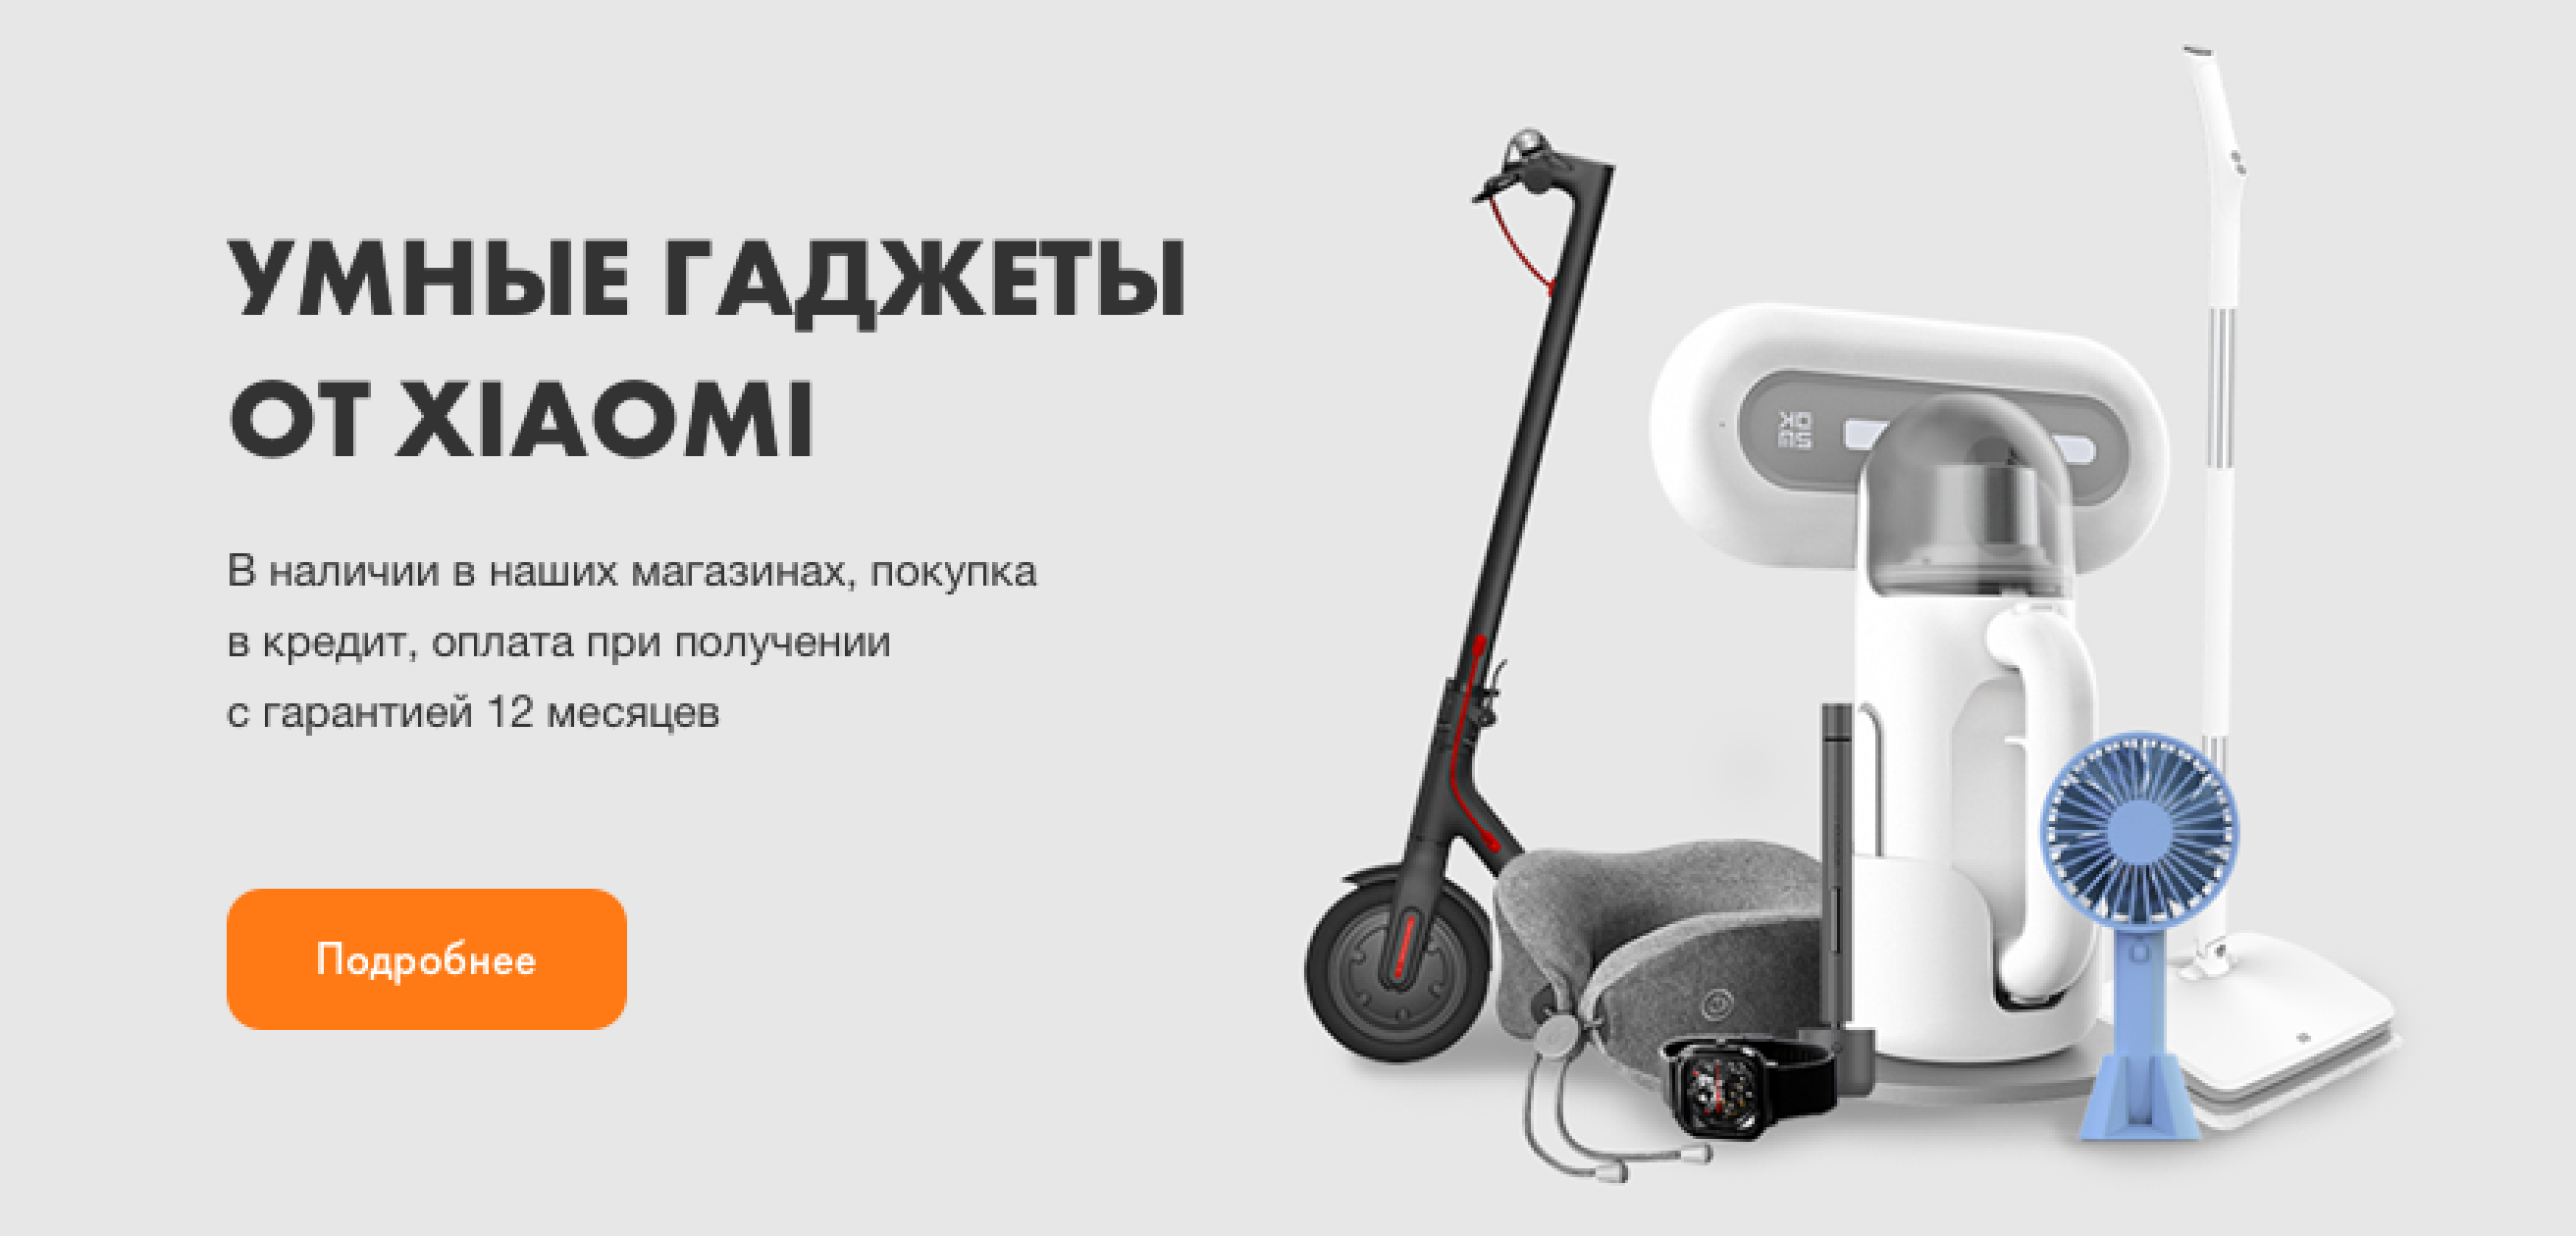 УМНЫЕ ГАДЖЕТЫ
ОТ XIAOMI
В наличии в наших магазинах, покупка
в кредит, оплата при получении
с гарантией 12 месяцев
Подробнее